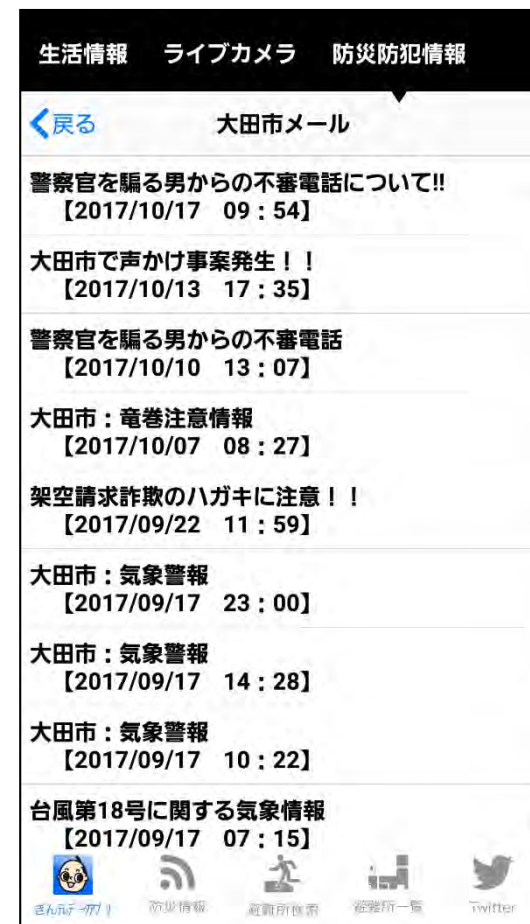 生活情報 ライブカメラ 防災防犯情報
戻る 大田市メール
警察官を騙る男からの不審電話について!!
【2017/10/17 09:54】
大田市で声かけ事案発生！！
【2017/10/13 17:35】
警察官を騙る男からの不審電話
【2017/10/10 13:07】
大田市：竜巻注意情報
【2017/10/07 08:27】
架空請求詐欺のハガキに注意！！
【2017/09/22 11:59】
大田市：気象警報
【2017/09/17 23:00】
大田市：気象警報
【2017/09/17 14:28】
大田市：気象警報
【2017/09/17 10:22】
台風第18号に関する気象情報
【2017/09/17 07:15】
防災情報 避難所検索 避難所一覧 Twitter